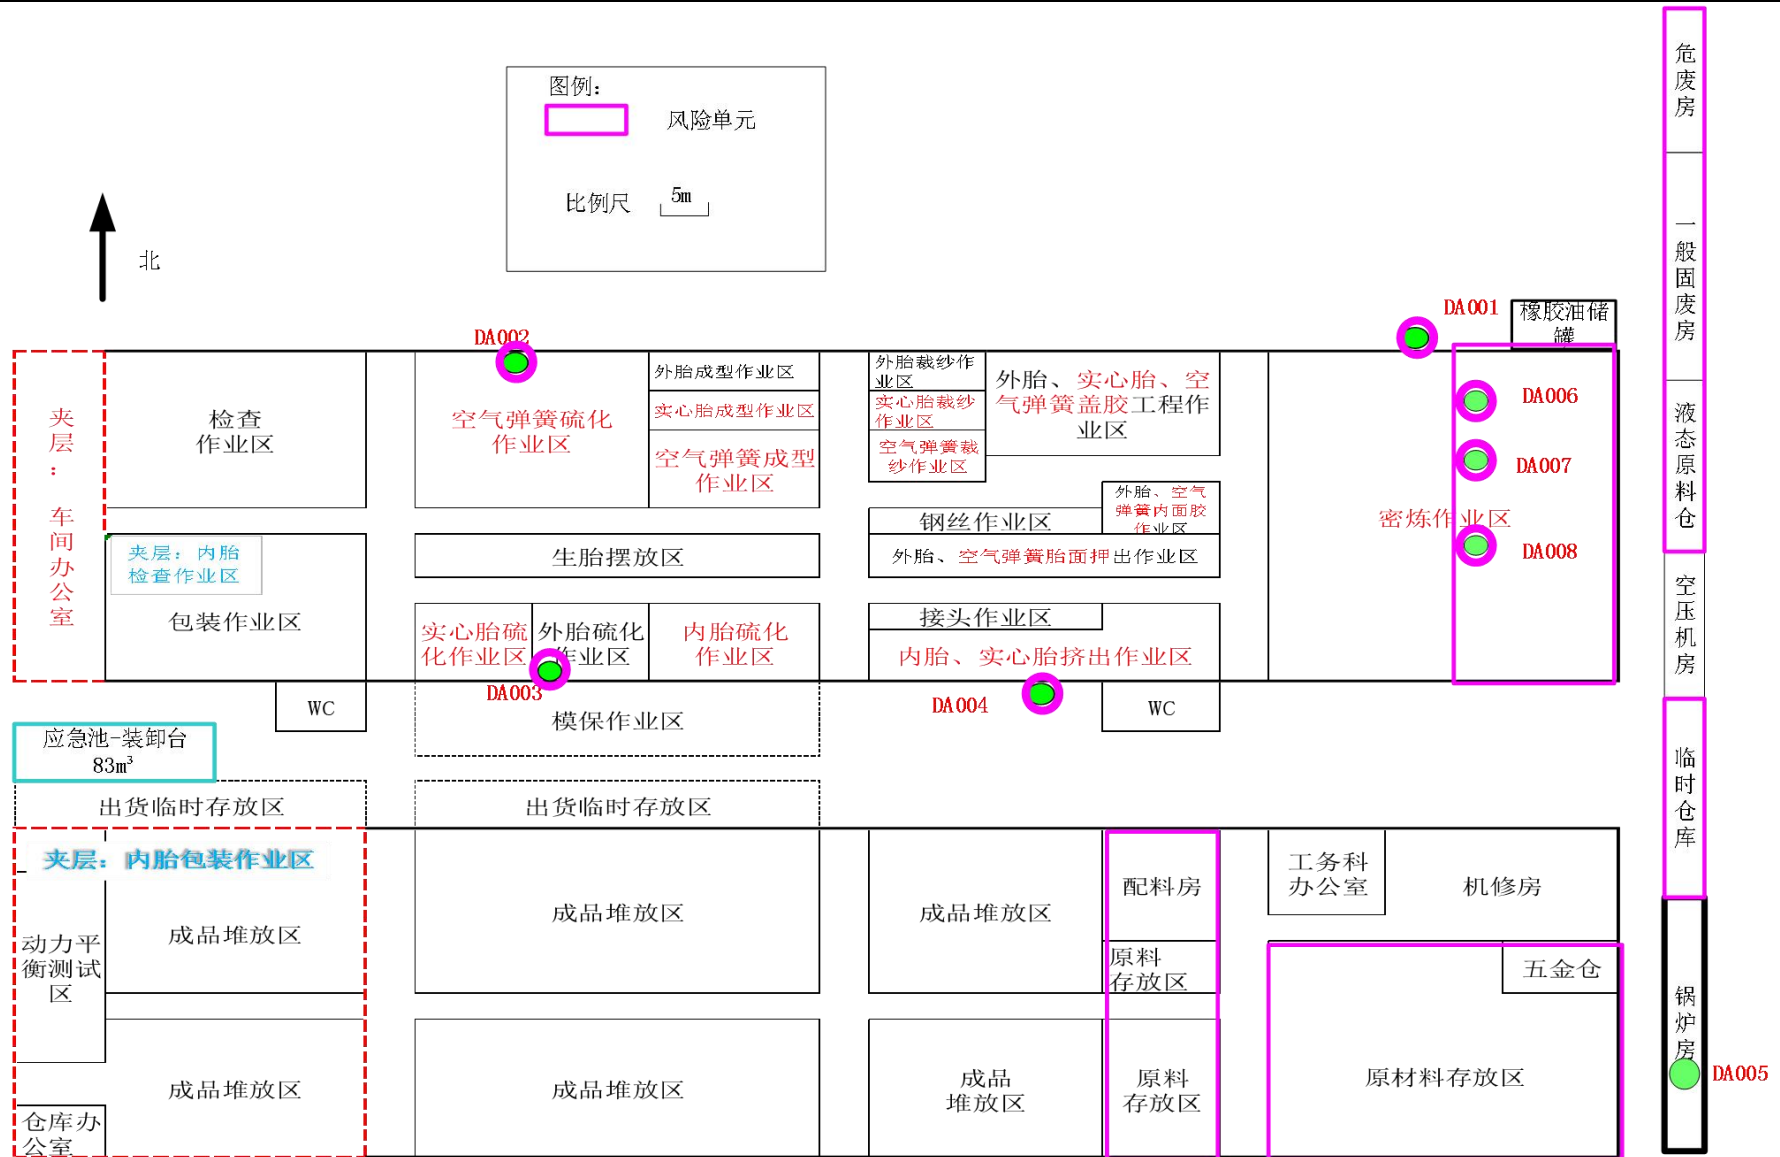 图例：
风险单元
比例尺
5m
北
危废房
一般固废房
液态原料仓
空压机房
临时仓库
锅炉房
DA005
DA001
橡胶油储
罐
DA002
夹层：车间办公室
检查
作业区
空气弹簧硫化
作业区
外胎成型作业区
实心胎成型作业区
空气弹簧成型
作业区
外胎裁纱作
业区
实心胎裁纱
作业区
空气弹簧裁
纱作业区
外胎、实心胎、空
气弹簧盖胶工程作
业区
DA006
DA007
密炼作业区
DA008
钢丝作业区
外胎、空气
弹簧内面胶
作业区
夹层：内胎
检查作业区
包装作业区
生胎摆放区
外胎、空气弹簧胎面押出作业区
实心胎硫
化作业区
外胎硫化
作业区
内胎硫化
作业区
接头作业区
内胎、实心胎挤出作业区
DA003
DA004
WC
模保作业区
WC
应急池-装卸台
83m³
出货临时存放区
出货临时存放区
夹层：内胎包装作业区
动力平
衡测试
区
成品堆放区
成品堆放区
成品堆放区
配料房
原料
存放区
工务科
办公室
机修房
五金仓
成品堆放区
成品堆放区
成品
堆放区
原料
存放区
原材料存放区
仓库办
公室